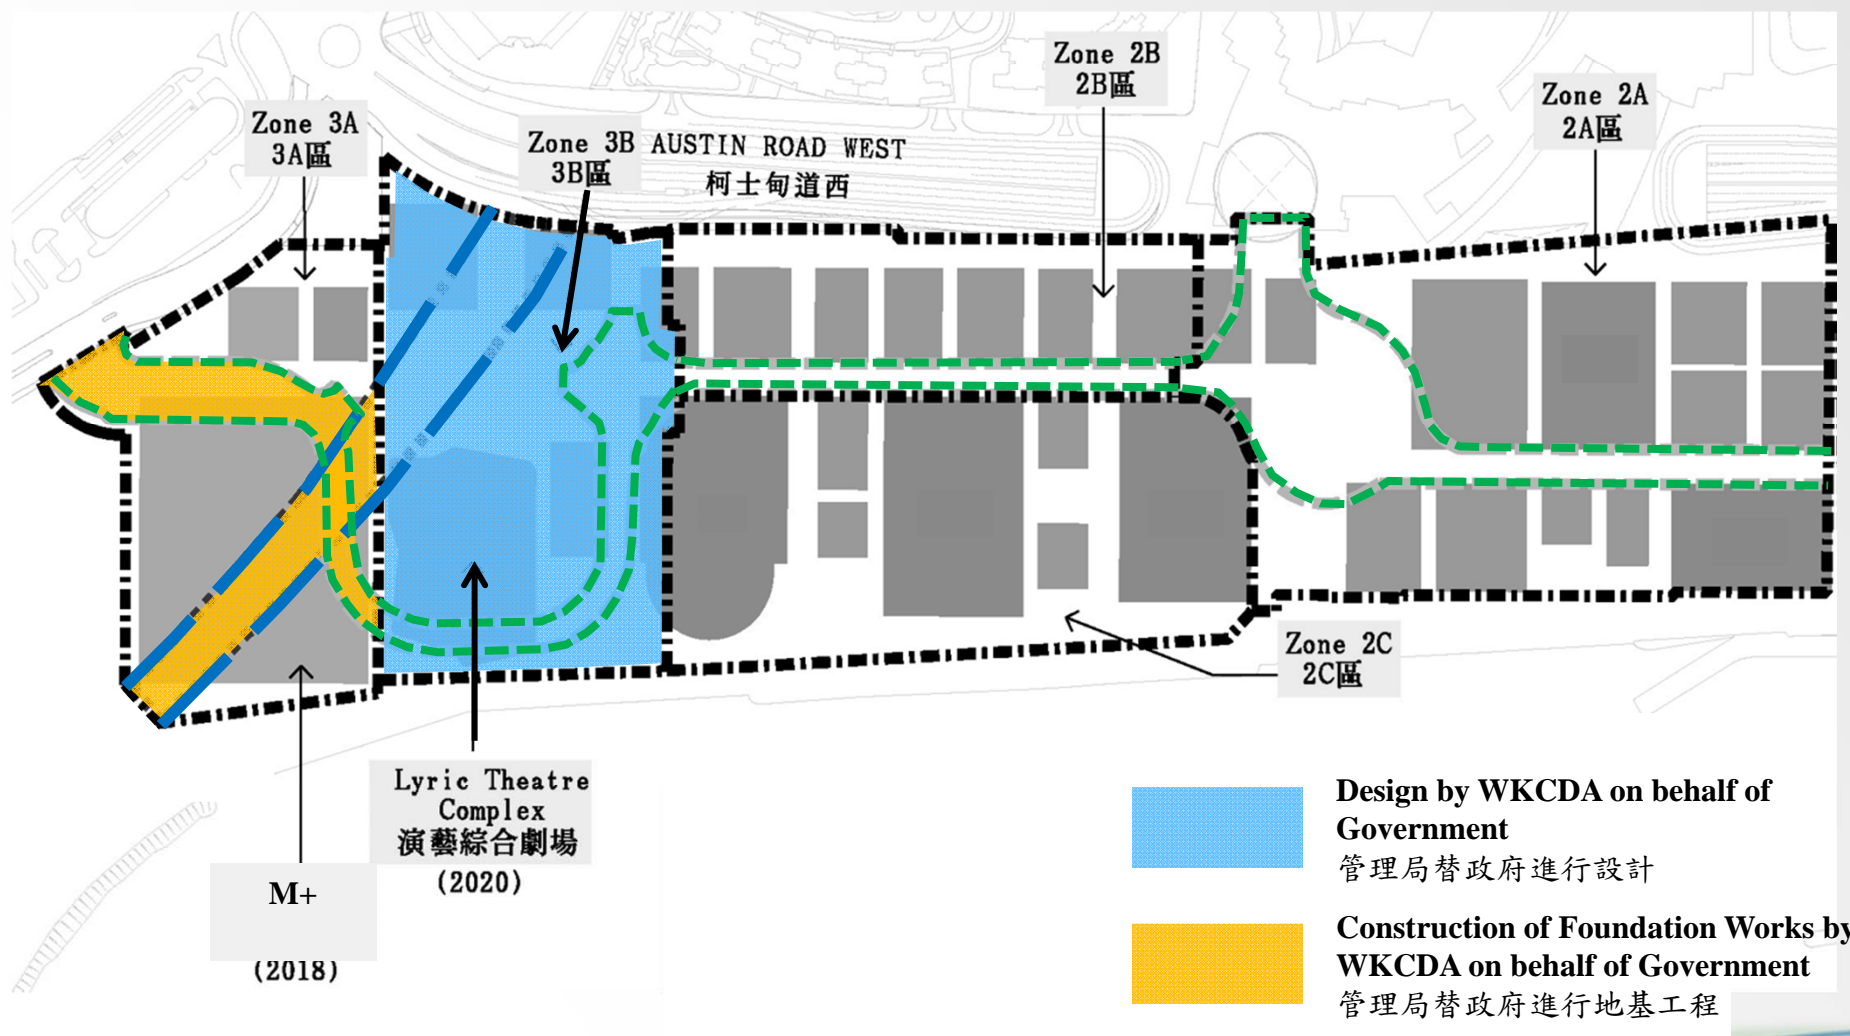 Zone 2B
2B區
Zone 2A
2A區
Zone 3A
3A區
Zone 3B
3B區
AUSTIN ROAD WEST
柯士甸道西
Zone 2C
2C區
Lyric Theatre
Complex
演藝綜合劇場
(2020)
M+
(2018)
Design by WKCDA on behalf of
Government
管理局替政府進行設計
Construction of Foundation Works by
WKCDA on behalf of Government
管理局替政府進行地基工程